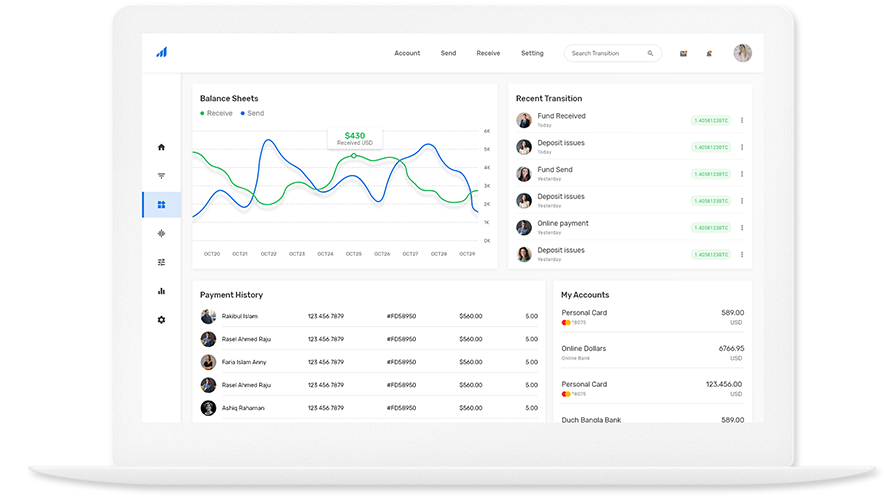 Account Send Receive Setting Search Transition
Balance Sheets
Receive Send
$430
Received USD
6K
5K
4K
3K
2K
1K
0K
OCT20 OCT21 OCT22 OCT23 OCT24 OCT25 OCT26 OCT27 OCT28 OCT29
Recent Transition
Fund Received
Today
1.40581238TC
Deposit issues
Today
1.40581238TC
Fund Send
Yesterday
1.40581238TC
Deposit issues
Yesterday
1.40581238TC
Online payment
Yesterday
1.40581238TC
Deposit issues
Yesterday
1.40581238TC
Payment History
Rakibul Islam 123 456 7879 #FD58950 $560.00 5.00
Rasel Ahmed Raju 123 456 7879 #FD58950 $560.00 5.00
Faria Islam Anny 123 456 7879 #FD58950 $560.00 5.00
Rasel Ahmed Raju 123 456 7879 #FD58950 $560.00 5.00
Ashiq Rahaman 123 456 7879 #FD58950 $560.00 5.00
My Accounts
Personal Card 589.00
*8075 USD
Online Dollars 6766.95
Online Bank USD
Personal Card 123,456.00
*8075 USD
Duch Bangla Bank 589.00